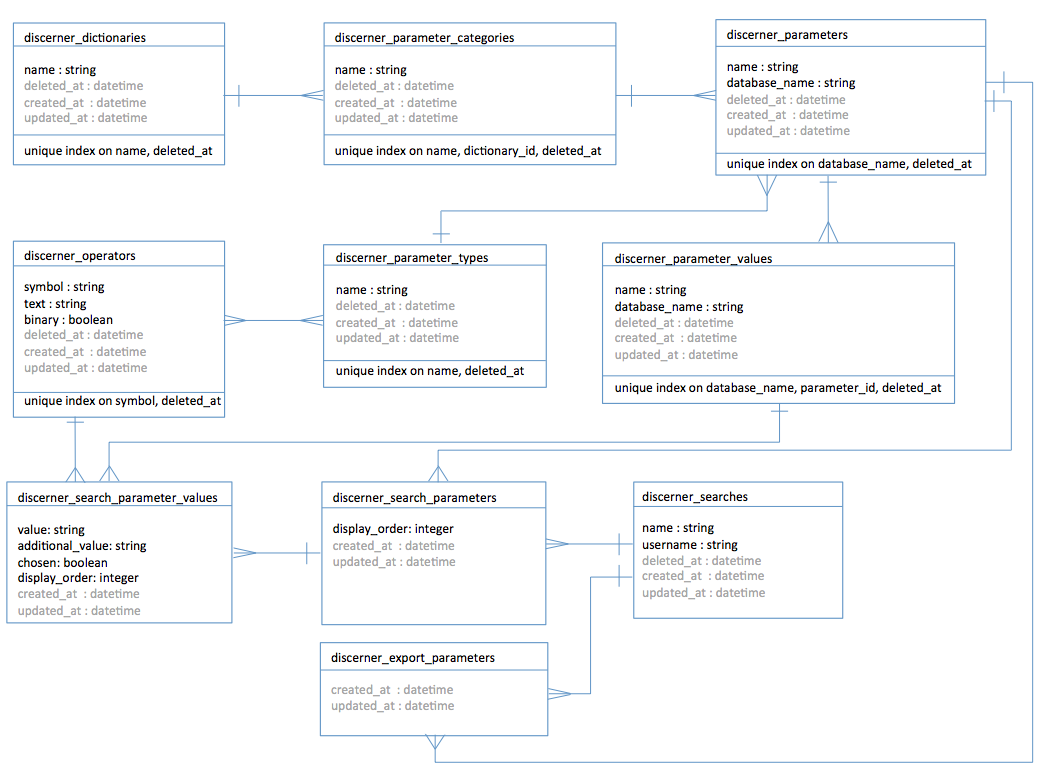 discerner_dictionaries
name : string
deleted_at : datetime
created_at : datetime
updated_at : datetime
unique index on name, deleted_at
discerner_parameter_categories
name : string
deleted_at : datetime
created_at : datetime
updated_at : datetime
unique index on name, dictionary_id, deleted_at
discerner_parameters
name : string
database_name : string
deleted_at : datetime
created_at : datetime
updated_at : datetime
unique index on database_name, deleted_at
discerner_operators
symbol : string
text : string
binary : boolean
deleted_at : datetime
created_at : datetime
updated_at : datetime
unique index on symbol, deleted_at
discerner_parameter_types
name : string
deleted_at : datetime
created_at : datetime
updated_at : datetime
unique index on name, deleted_at
discerner_parameter_values
name : string
database_name : string
deleted_at : datetime
created_at : datetime
updated_at : datetime
unique index on database_name, parameter_id, deleted_at
discerner_search_parameter_values
value: string
additional_value: string
chosen: boolean
display_order: integer
created_at : datetime
updated_at : datetime
discerner_search_parameters
display_order: integer
created_at : datetime
updated_at : datetime
discerner_searches
name : string
username : string
deleted_at : datetime
created_at : datetime
updated_at : datetime
discerner_export_parameters
created_at : datetime
updated_at : datetime